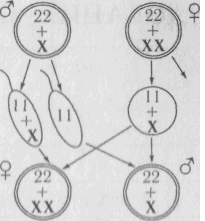 ♂ 22 22 ♀
+ +
X XX
11 11 11
+ +
X X
♀ 22 22 ♂
+ +
XX X